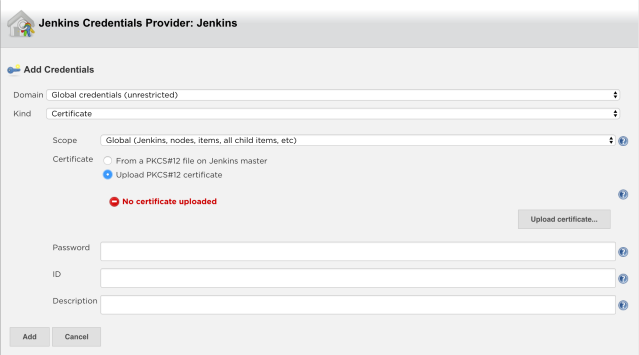 Jenkins Credentials Provider: Jenkins
Add Credentials
Domain Global credentials (unrestricted)
Kind Certificate
Scope Global (Jenkins, nodes, items, all child items, etc)
Certificate From a PKCS#12 file on Jenkins master
Upload PKCS#12 certificate
No certificate uploaded
Upload certificate...
Password
ID
Description
Add Cancel